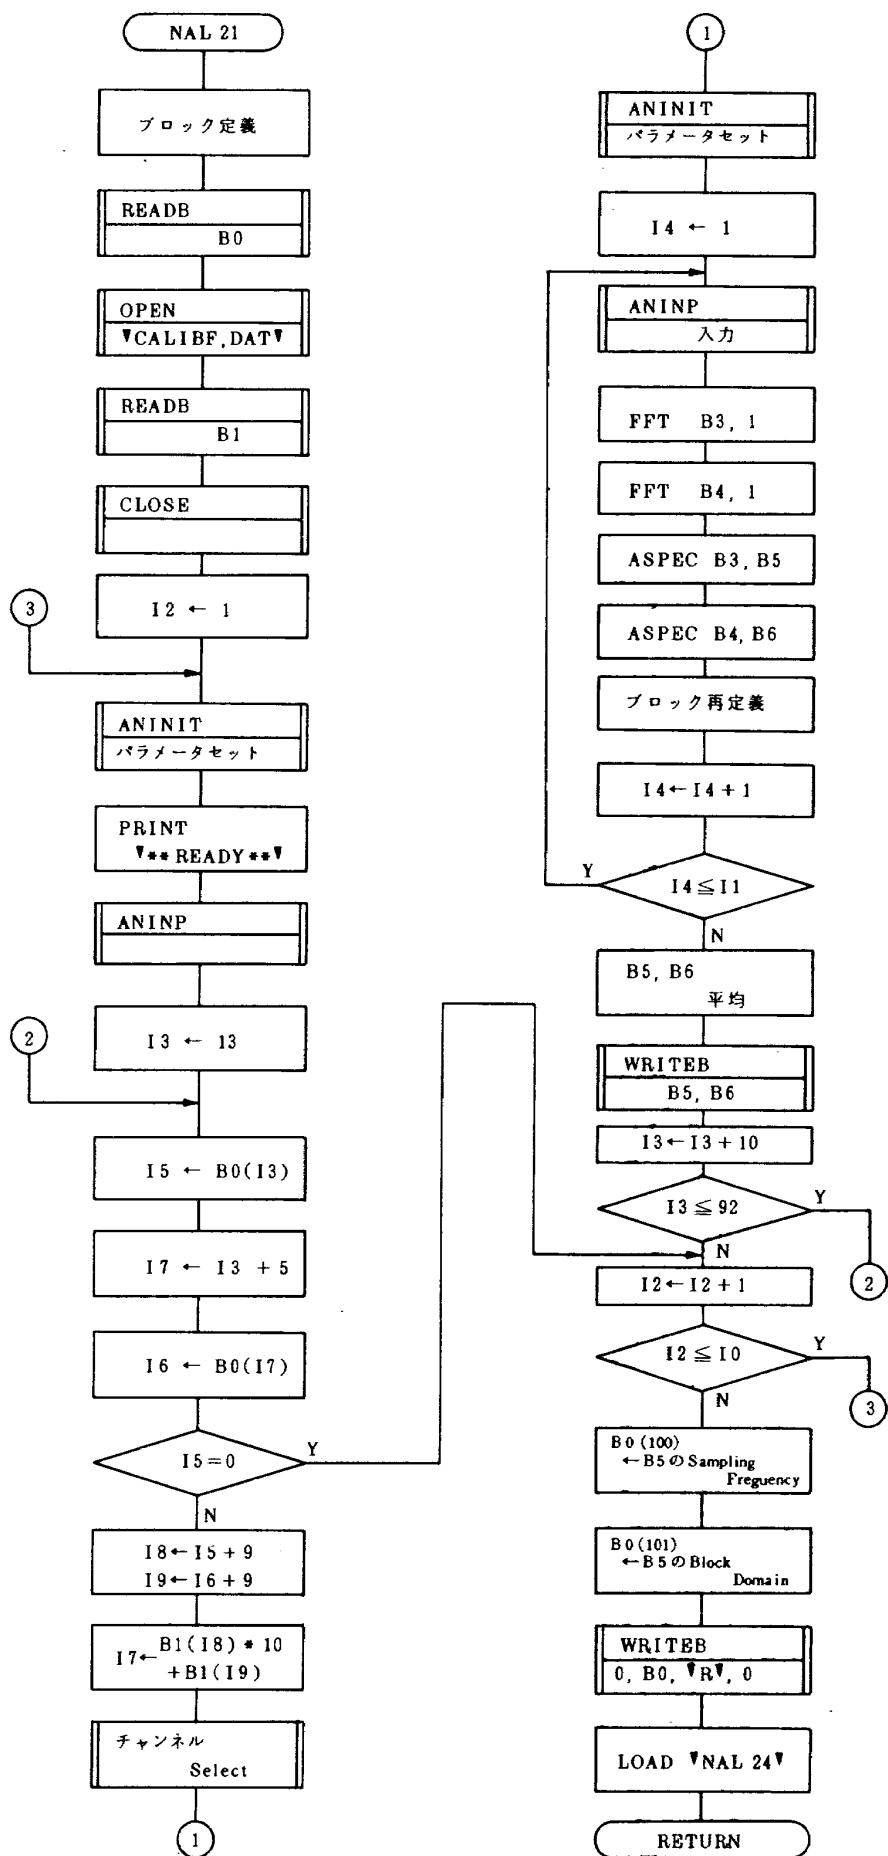 NAL 21
ブロック定義
READB
B0
OPEN
▼CALIBF,DAT▼
READB
B1
CLOSE
I2 ← 1
3
ANINIT
パラメータセット
PRINT
▼** READY **▼
ANINP
I3 ← 13
2
I5 ← B0(I3)
I7 ← I3 + 5
I6 ← B0(I7)
I5=0
Y
N
I8←I5+9
I9←I6+9
I7←B1(I8)*10
+B1(I9)
チャンネル
Select
1
1
ANINIT
パラメータセット
I4 ← 1
ANINP
入力
FFT B3, 1
FFT B4, 1
ASPEC B3, B5
ASPEC B4, B6
ブロック再定義
I4←I4+1
Y
I4≦I1
N
B5, B6
平均
WRITEB
B5, B6
I3←I3+10
I3≦92
Y
N
2
I2←I2+1
I2≦I0
Y
N
3
B0(100)
←B5のSampling
Freguency
B0(101)
←B5のBlock
Domain
WRITEB
0, B0, ▼R▼, 0
LOAD ▼NAL 24▼
RETURN